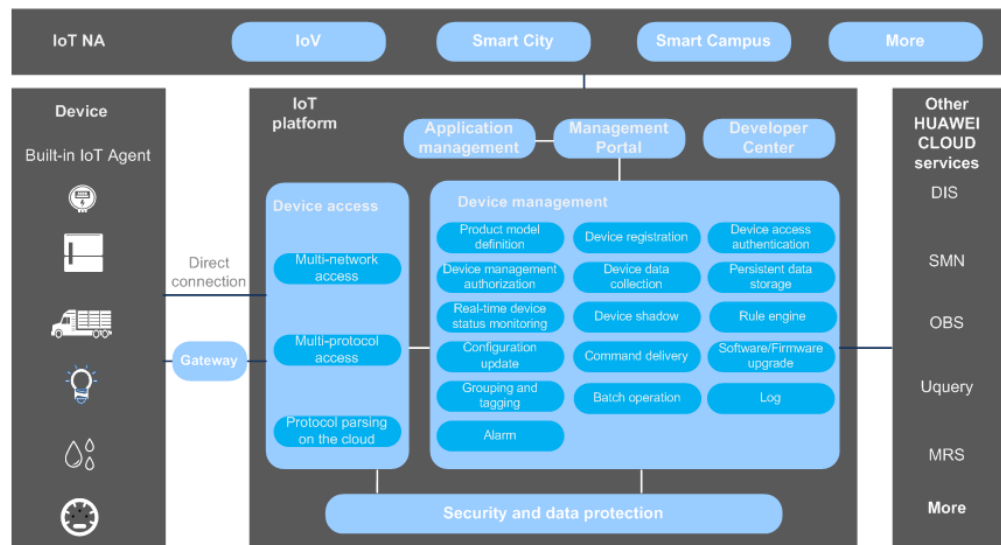 IoT NA
IoV
Smart City
Smart Campus
More
Device
Built-in IoT Agent
Direct
connection
Gateway
IoT
platform
Application
management
Management
Portal
Developer
Center
Device access
Multi-network
access
Multi-protocol
access
Protocol parsing
on the cloud
Device management
Product model
definition
Device registration
Device access
authentication
Device management
authorization
Device data
collection
Persistent data
storage
Real-time device
status monitoring
Device shadow
Rule engine
Configuration
update
Command delivery
Software/Firmware
upgrade
Grouping and
tagging
Batch operation
Log
Alarm
Security and data protection
Other
HUAWEI
CLOUD
services
DIS
SMN
OBS
Uquery
MRS
More